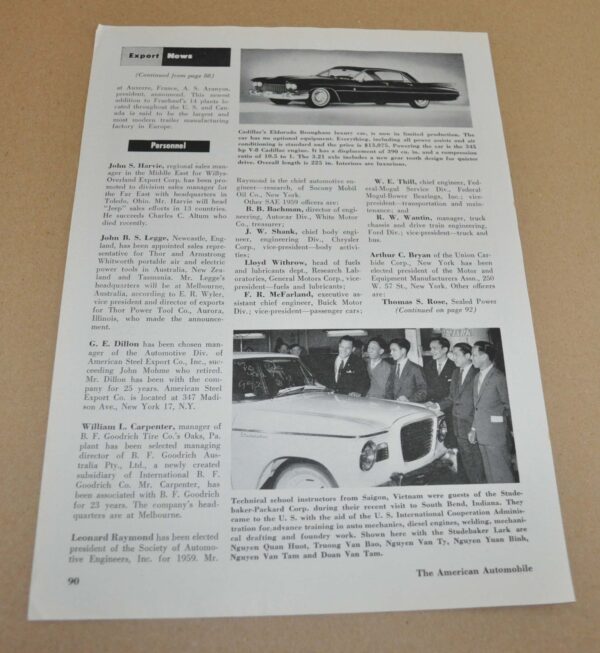 Export News
(Continued from page 88)
at Auxerre, France, A. S. Aronyan,
president, announced. This newest
addition to Fruehauf's 14 plants lo-
cated throughout the U. S. and Can-
ada is said to be the largest and
most modern trailer manufacturing
factory in Europe.
Personnel
John S. Harvie, regional sales man-
ager in the Middle East for Willys-
Overland Export Corp. has been pro-
moted to division sales manager for
the Far East with headquarters in
Toledo, Ohio. Mr. Harvie will head
"Jeep" sales efforts in 13 countries.
He succeeds Charles C. Altum who
died recently.
John B. S. Legge, Newcastle, Eng-
land, has been appointed sales repre-
sentative for Thor and Armstrong
Whitworth portable air and electric
power tools in Australia, New Zea-
land and Tasmania. Mr. Legge's
headquarters will be at Melbourne,
Australia, according to E. R. Wyler,
vice president and director of exports
for Thor Power Tool Co., Aurora,
Illinois, who made the announce-
ment.
G. E. Dillon has been chosen man-
ager of the Automotive Div. of
American Steel Export Co., Inc., suc-
ceeding John Mohme who retired.
Mr. Dillon has been with the com-
pany for 25 years. American Steel
Export Co. is located at 347 Madi-
son Ave., New York 17, N.Y.
William L. Carpenter, manager of
B. F. Goodrich Tire Co.'s Oaks, Pa.
plant has been selected managing
director of B. F. Goodrich Aus-
tralia Pty., Ltd., a newly created
subsidiary of International B. F.
Goodrich Co. Mr. Carpenter, has
been associated with B. F. Goodrich
for 23 years. The company's head-
quarters are at Melbourne.
Leonard Raymond has been elected
president of the Society of Automo-
tive Engineers, Inc. for 1959. Mr.
Cadillac's Eldorado Brougham luxury car, is now in limited production. The
car has no optional equipment. Everything, including all power assists and air
conditioning is standard and the price is $13,075. Powering the car is the 345
hp V-8 Cadillac engine. It has a displacement of 390 cu. in. and a compression
ratio of 10.5 to 1. The 3.21 axle includes a new gear tooth design for quieter
drive. Overall length is 225 in. Interiors are luxurious.
Raymond is the chief automotive en-
gineer—research, of Socony Mobil
Oil Co., New York.
Other SAE 1959 officers are:
B. B. Bachman, director of engi-
neering, Autocar Div., White Motor
Co., treasurer;
J. W. Shank, chief body engi-
neer, engineering Div., Chrysler
Corp., vice-president—body activi-
ties;
Lloyd Withrow, head of fuels
and lubricants dept., Research Lab-
oratories, General Motors Corp., vice-
president—fuels and lubricants;
F. R. McFarland, executive as-
sistant chief engineer, Buick Motor
Div.; vice-president—passenger cars;
W. E. Thill, chief engineer, Fed-
eral-Mogul Service Div., Federal-
Mogul-Bower Bearings, Inc.; vice-
president—transportation and main-
tenance; and
R. W. Wantin, manager, truck
chassis and drive train engineering,
Ford Div.; vice-president—truck and
bus.
Arthur C. Bryan of the Union Car-
bide Corp., New York has been
elected president of the Motor and
Equipment Manufacturers Assn., 250
W. 57 St., New York. Other officers
are:
Thomas S. Rose, Sealed Power
(Continued on page 92)
Technical school instructors from Saigon, Vietnam were guests of the Stude-
baker-Packard Corp. during their recent visit to South Bend, Indiana. They
came to the U. S. with the aid of the U. S. International Cooperation Adminis-
tration for advance training in auto mechanics, diesel engines, welding, mechani-
cal drafting and foundry work. Shown here with the Studebaker Lark are
Nguyen Quan Huot, Truong Van Bao, Nguyen Van Ty, Nguyen Yuan Binh,
Nguyen Van Tam and Doan Van Tam.
90
The American Automobile